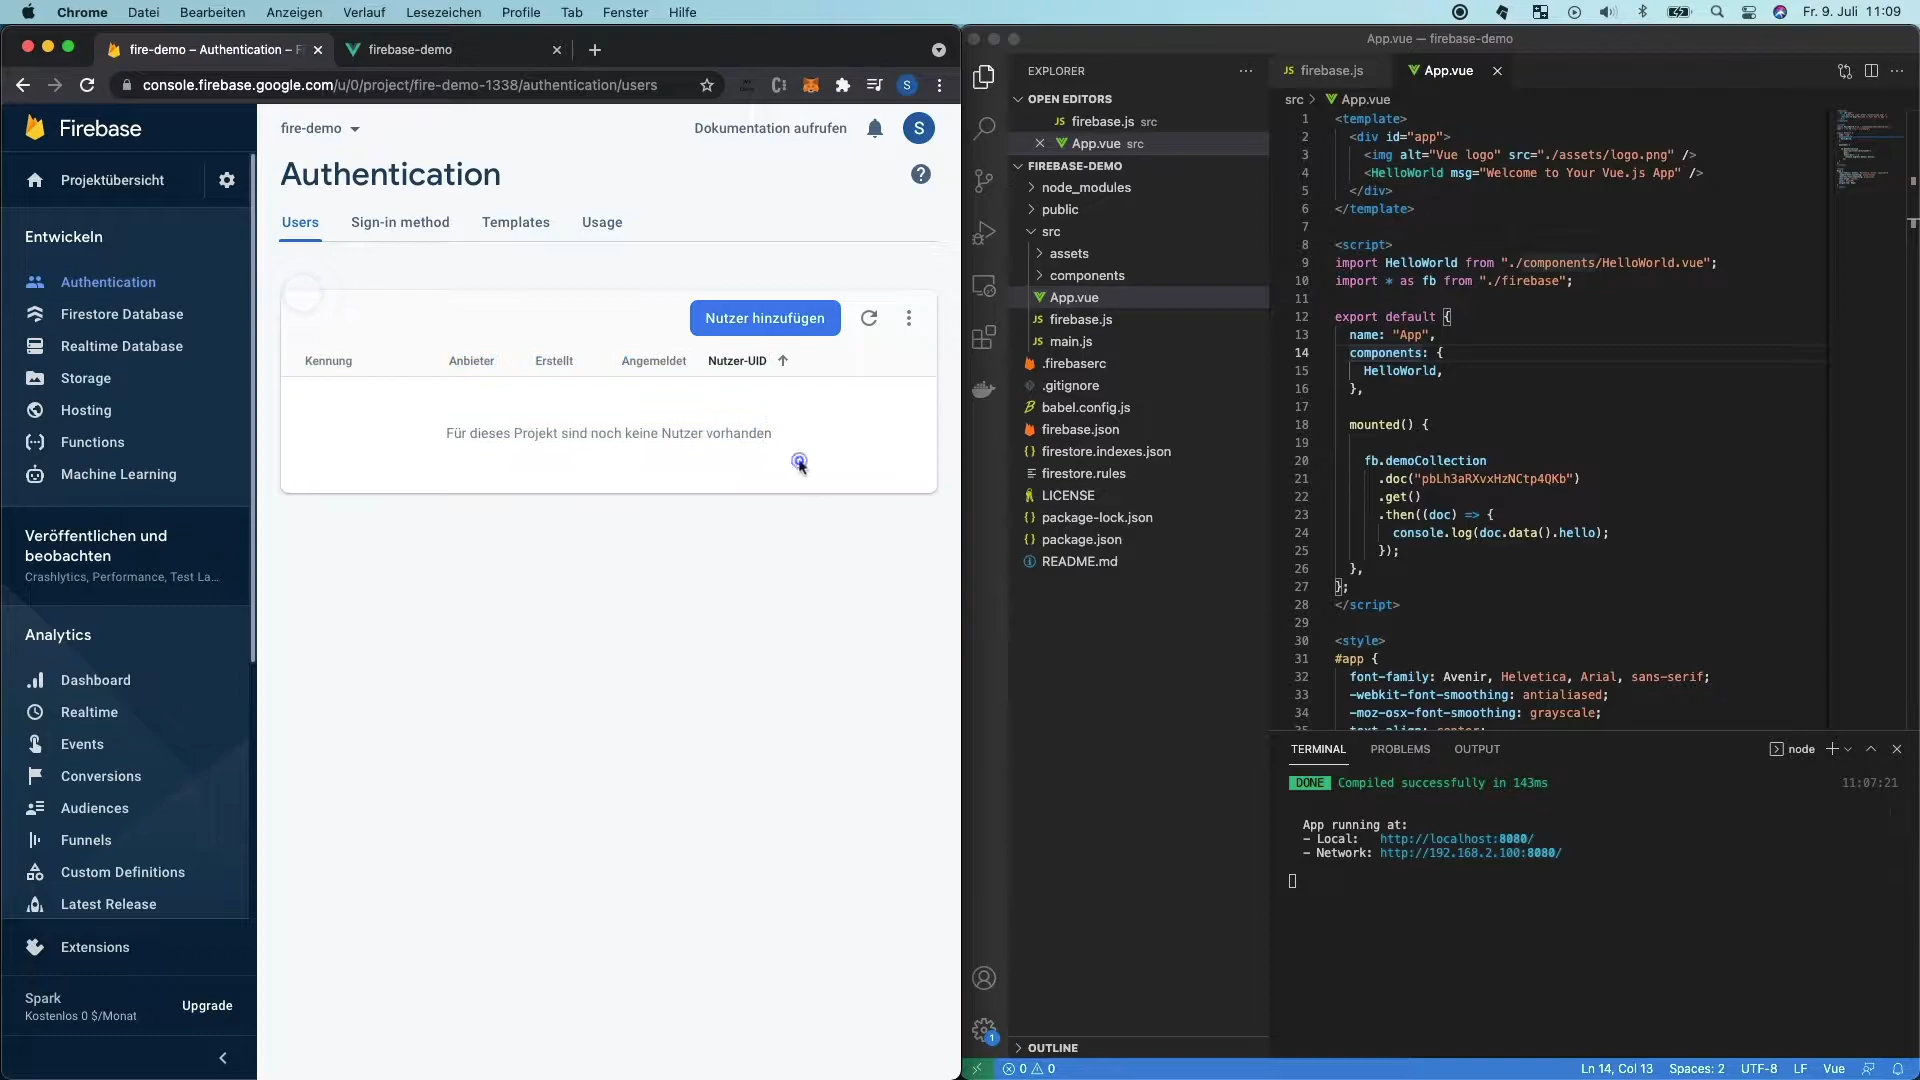 Chrome Datei Bearbeiten Anzeigen Verlauf Lesezeichen Profile Tab Fenster Hilfe
Fr. 9. Juli 11:09
fire-demo – Authentication – F
firebase-demo
console.firebase.google.com/u/0/project/fire-demo-1338/authentication/users
S
Firebase
Projektübersicht
Entwickeln
Authentication
Firestore Database
Realtime Database
Storage
Hosting
Functions
Machine Learning
Veröffentlichen und
beobachten
Crashlytics, Performance, Test La...
Analytics
Dashboard
Realtime
Events
Conversions
Audiences
Funnels
Custom Definitions
Latest Release
Extensions
Spark
Kostenlos 0 $/Monat
Upgrade
fire-demo
Dokumentation aufrufen
S
Authentication
Users Sign-in method Templates Usage
Nutzer hinzufügen
Kennung Anbieter Erstellt Angemeldet Nutzer-UID
Für dieses Projekt sind noch keine Nutzer vorhanden
App.vue — firebase-demo
EXPLORER
OPEN EDITORS
JS firebase.js src
App.vue src
FIREBASE-DEMO
node_modules
public
src
assets
components
App.vue
JS firebase.js
JS main.js
.firebaserc
.gitignore
babel.config.js
firebase.json
{} firestore.indexes.json
firestore.rules
LICENSE
{} package-lock.json
{} package.json
README.md
OUTLINE
1
JS firebase.js
App.vue
src > App.vue
1 <template>
2 <div id="app">
3 <img alt="Vue logo" src="./assets/logo.png" />
4 <HelloWorld msg="Welcome to Your Vue.js App" />
5 </div>
6 </template>
7
8 <script>
9 import HelloWorld from "./components/HelloWorld.vue";
10 import * as fb from "./firebase";
11
12 export default {
13 name: "App",
14 components: {
15 HelloWorld,
16 },
17
18 mounted() {
19
20 fb.demoCollection
21 .doc("pbLh3aRXvxHzNCtp4QKb")
22 .get()
23 .then((doc) => {
24 console.log(doc.data().hello);
25 });
26 },
27 };
28 </script>
29
30 <style>
31 #app {
32 font-family: Avenir, Helvetica, Arial, sans-serif;
33 -webkit-font-smoothing: antialiased;
34 -moz-osx-font-smoothing: grayscale;
35 text-align: center;
TERMINAL PROBLEMS OUTPUT
node
DONE Compiled successfully in 143ms 11:07:21
App running at:
- Local: http://localhost:8080/
- Network: http://192.168.2.100:8080/
0 0
Ln 14, Col 13 Spaces: 2 UTF-8 LF Vue